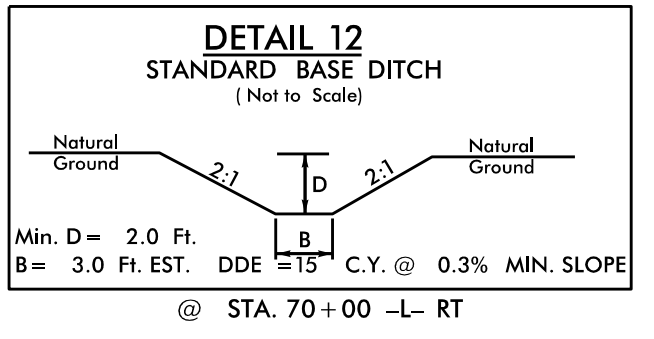 DETAIL 12
STANDARD BASE DITCH
( Not to Scale)
Natural
Ground
2:1
D
2:1
Natural
Ground
Min. D = 2.0 Ft.
B
B = 3.0 Ft. EST. DDE = 15 C.Y. @ 0.3% MIN. SLOPE
@ STA. 70 + 00 –L– RT